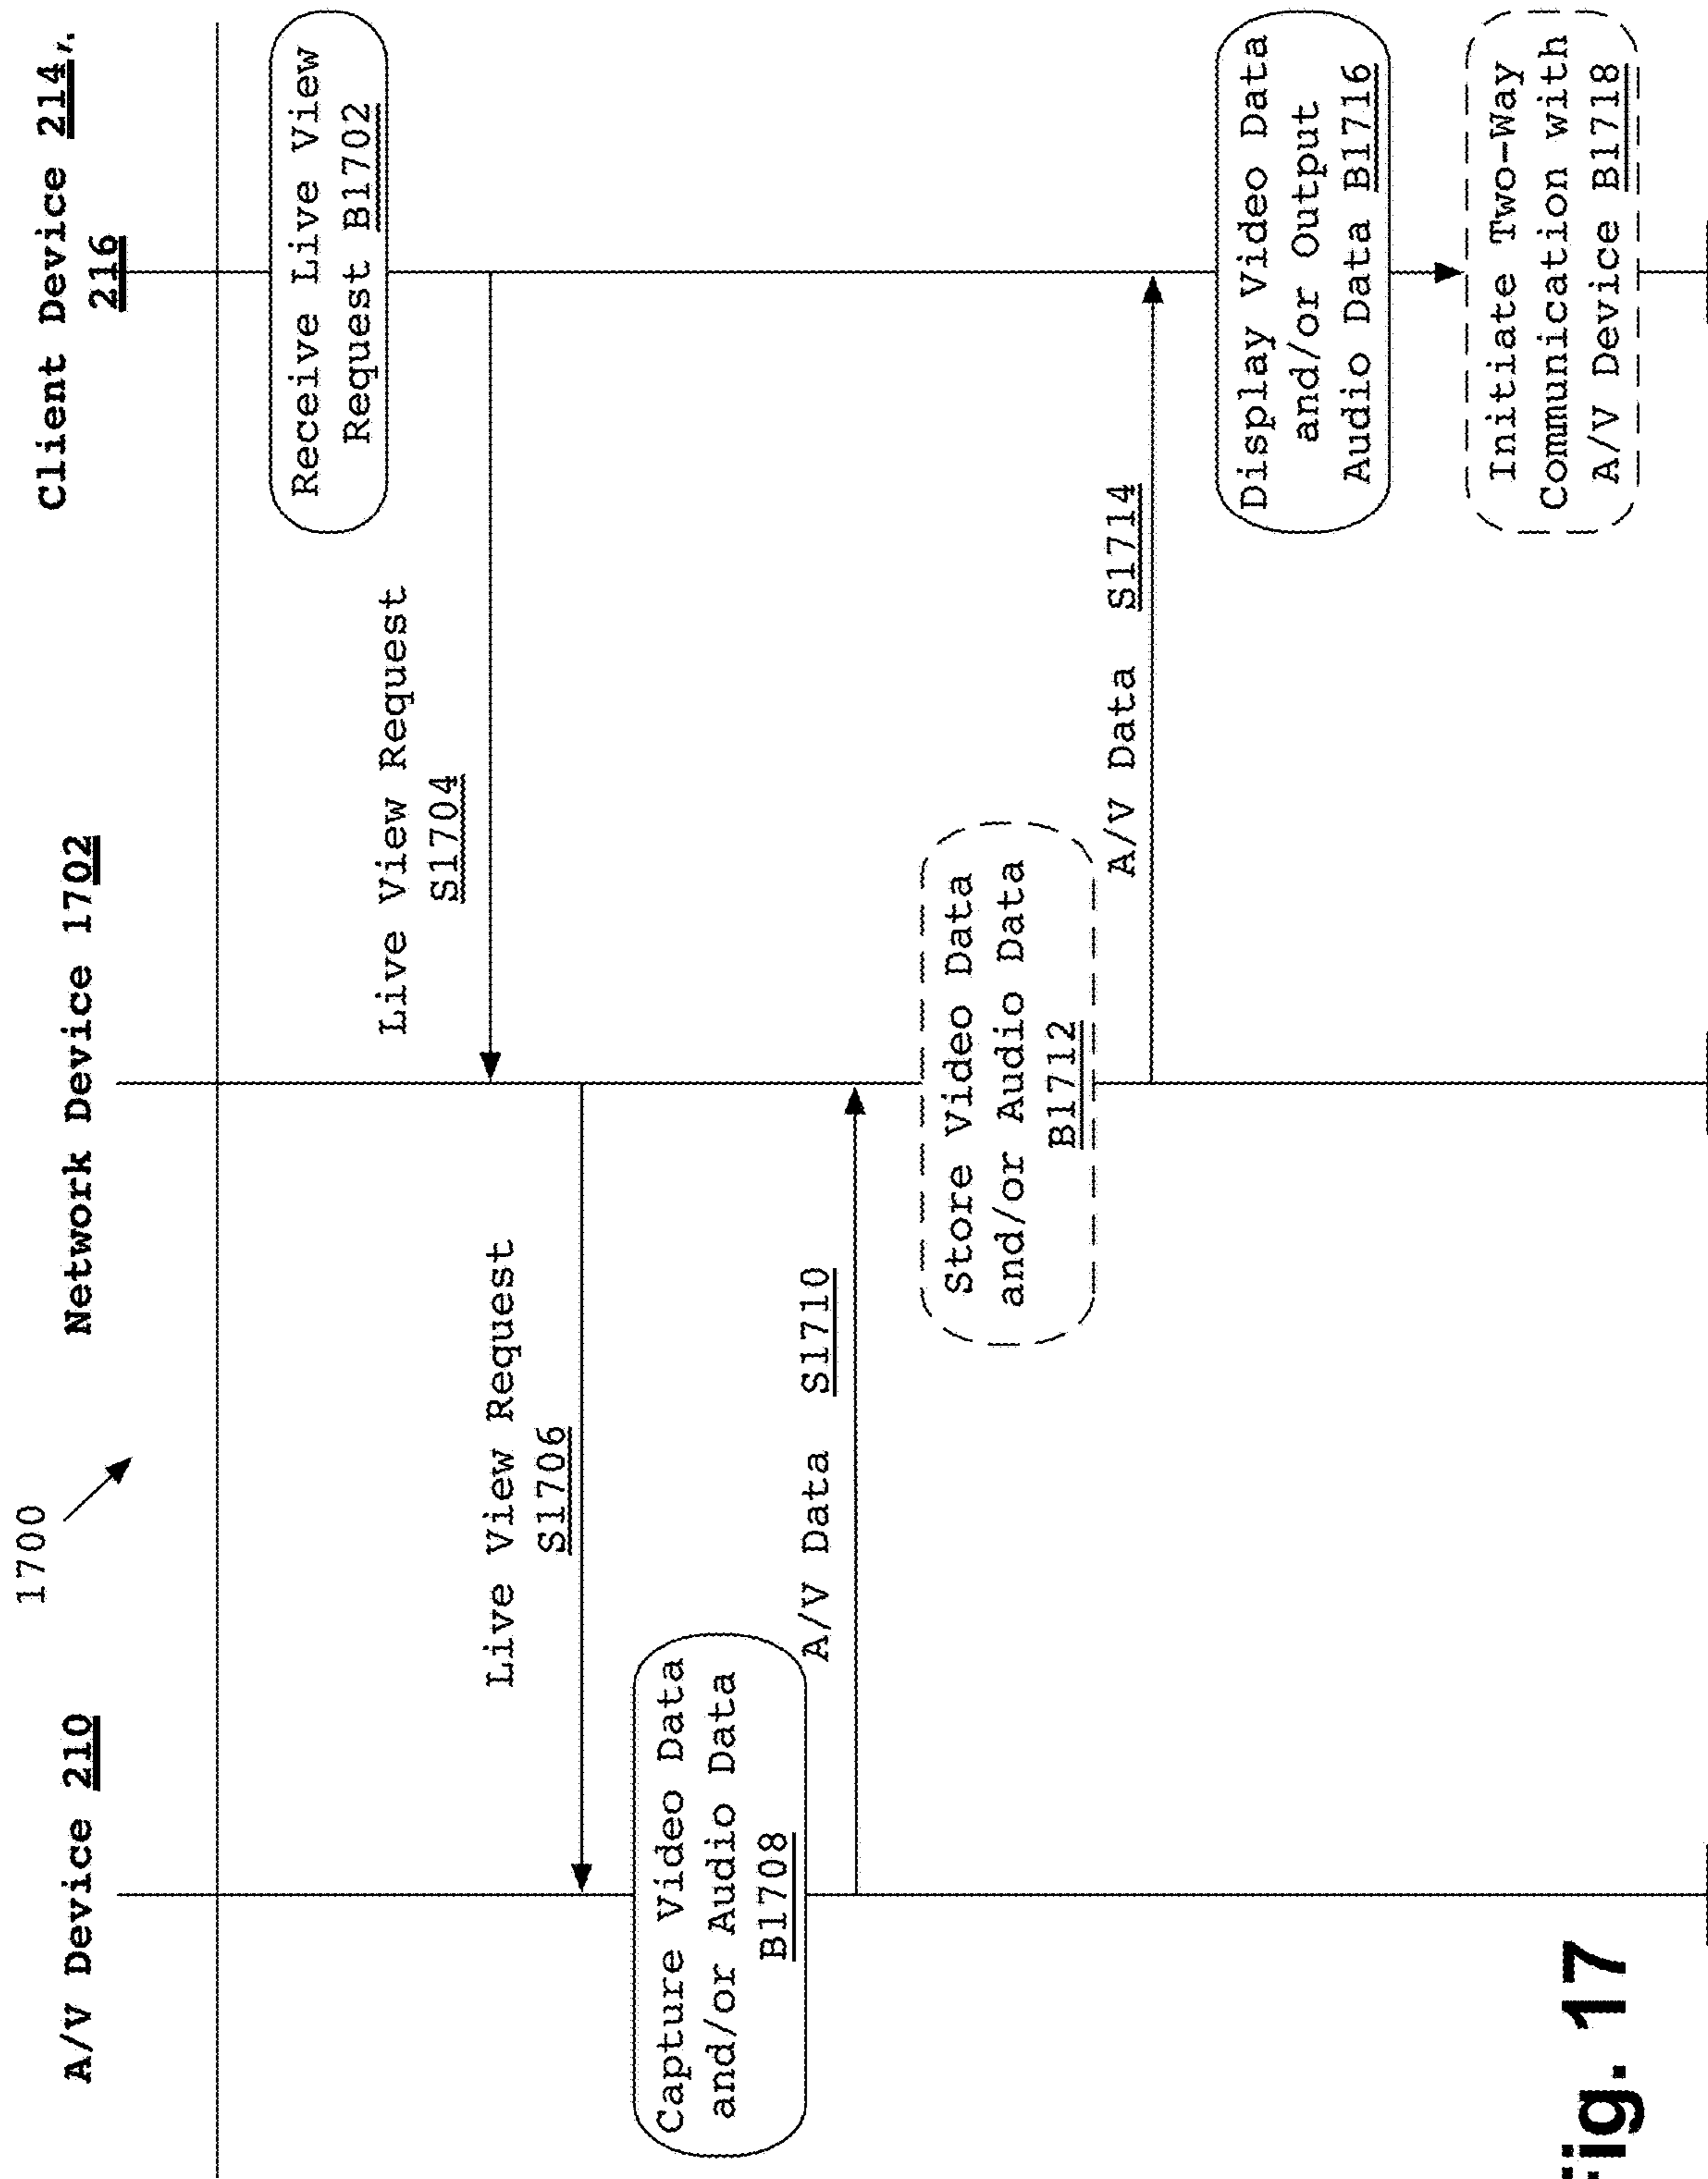 1700
A/V Device 210
Network Device 1702
Client Device 214,
216
Receive Live View
Request B1702
Live View Request
S1704
Live View Request
S1706
Capture Video Data
and/or Audio Data
B1708
A/V Data S1710
Store Video Data
and/or Audio Data
B1712
A/V Data S1714
Display Video Data
and/or Output
Audio Data B1716
Initiate Two-Way
Communication with
A/V Device B1718
Fig. 17